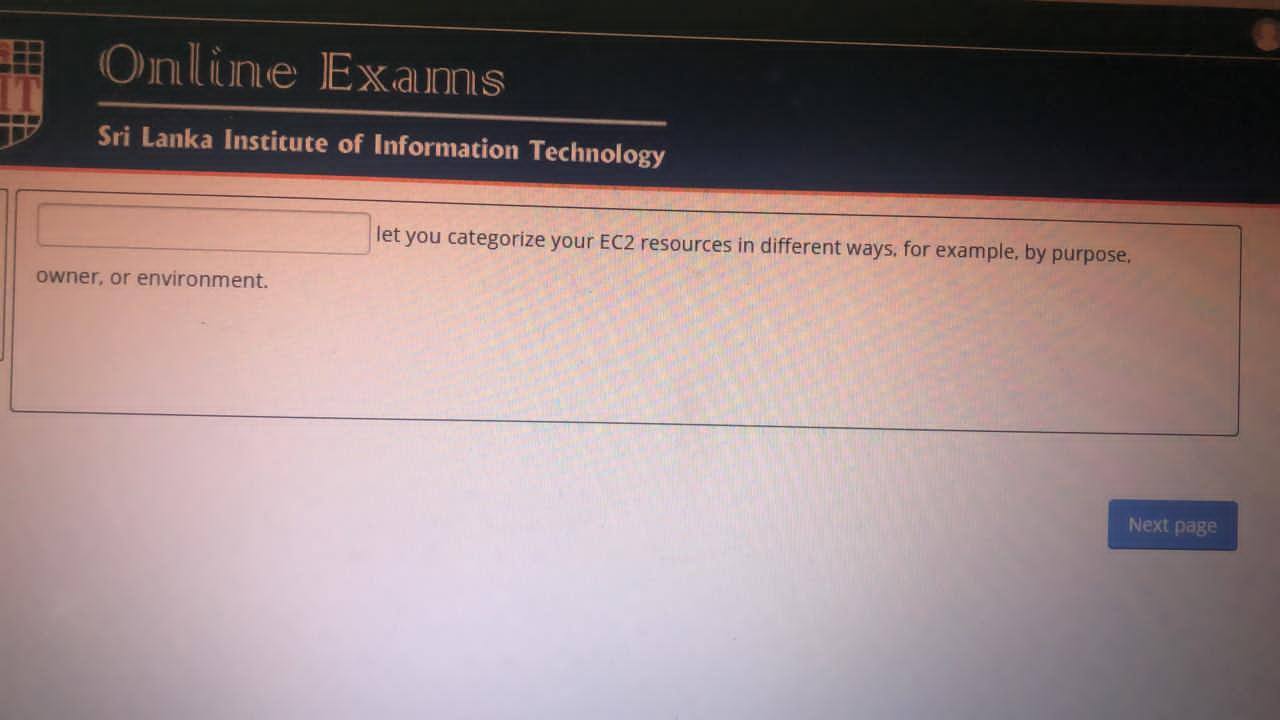 Online Exams
Sri Lanka Institute of Information Technology
let you categorize your EC2 resources in different ways, for example, by purpose,
owner, or environment.
Next page